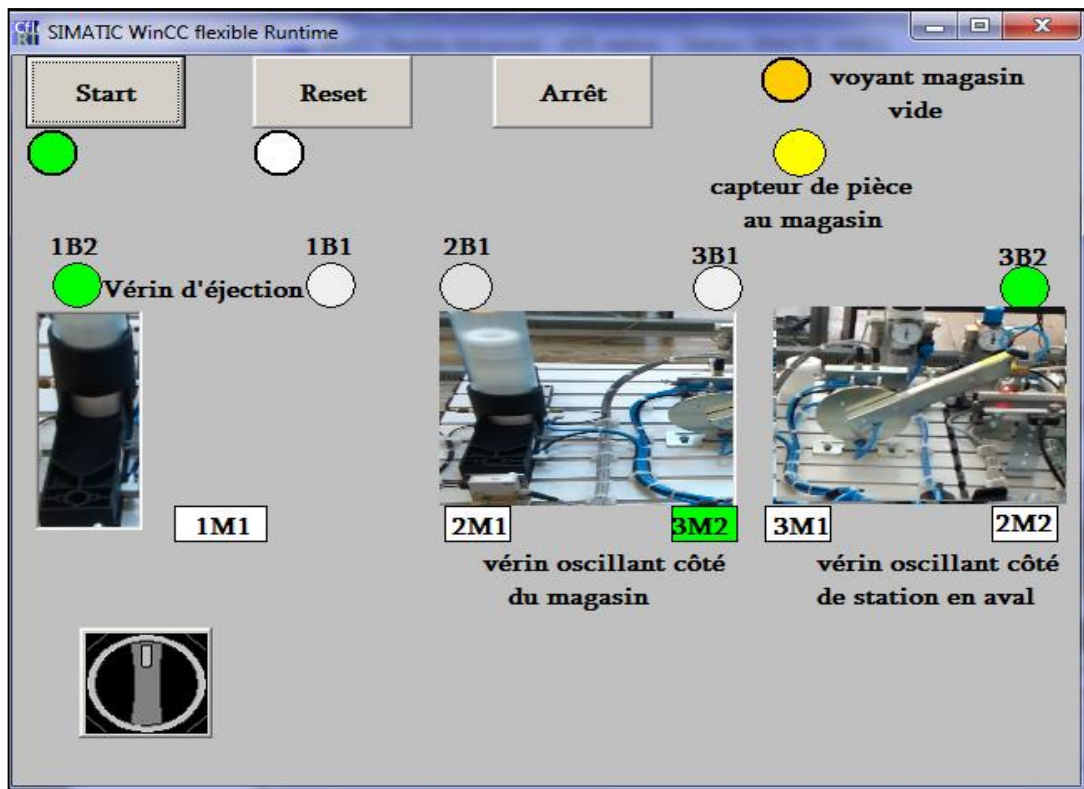 SIMATIC WinCC flexible Runtime
Start
Reset
Arrêt
voyant magasin
vide
capteur de pièce
au magasin
1B2
1B1
2B1
3B1
3B2
Vérin d'éjection
1M1
2M1
3M2
3M1
2M2
vérin oscillant côté
du magasin
vérin oscillant côté
de station en aval